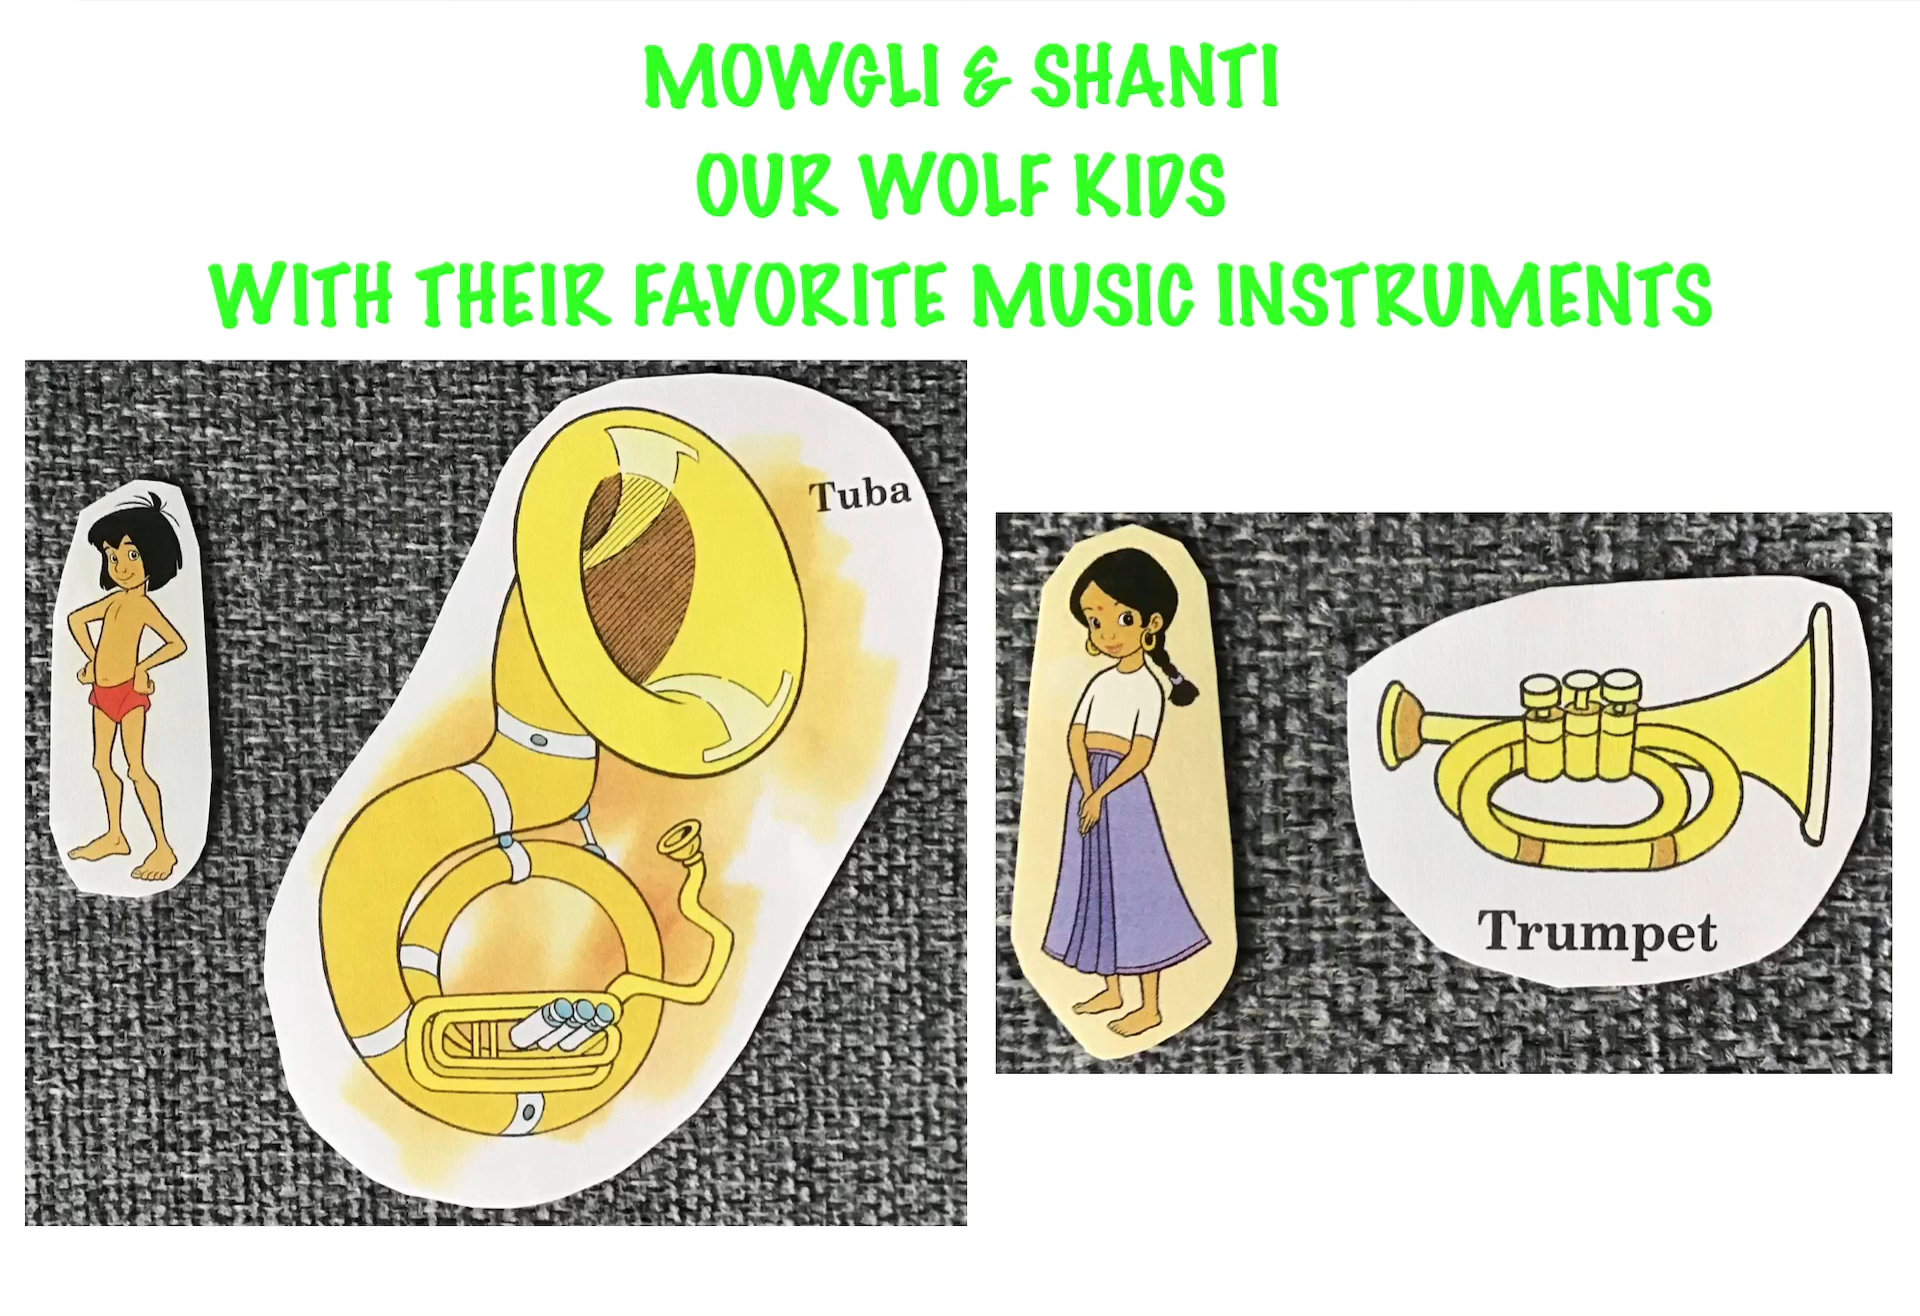 MOWGLI & SHANTI
OUR WOLF KIDS
WITH THEIR FAVORITE MUSIC INSTRUMENTS
Tuba
Trumpet